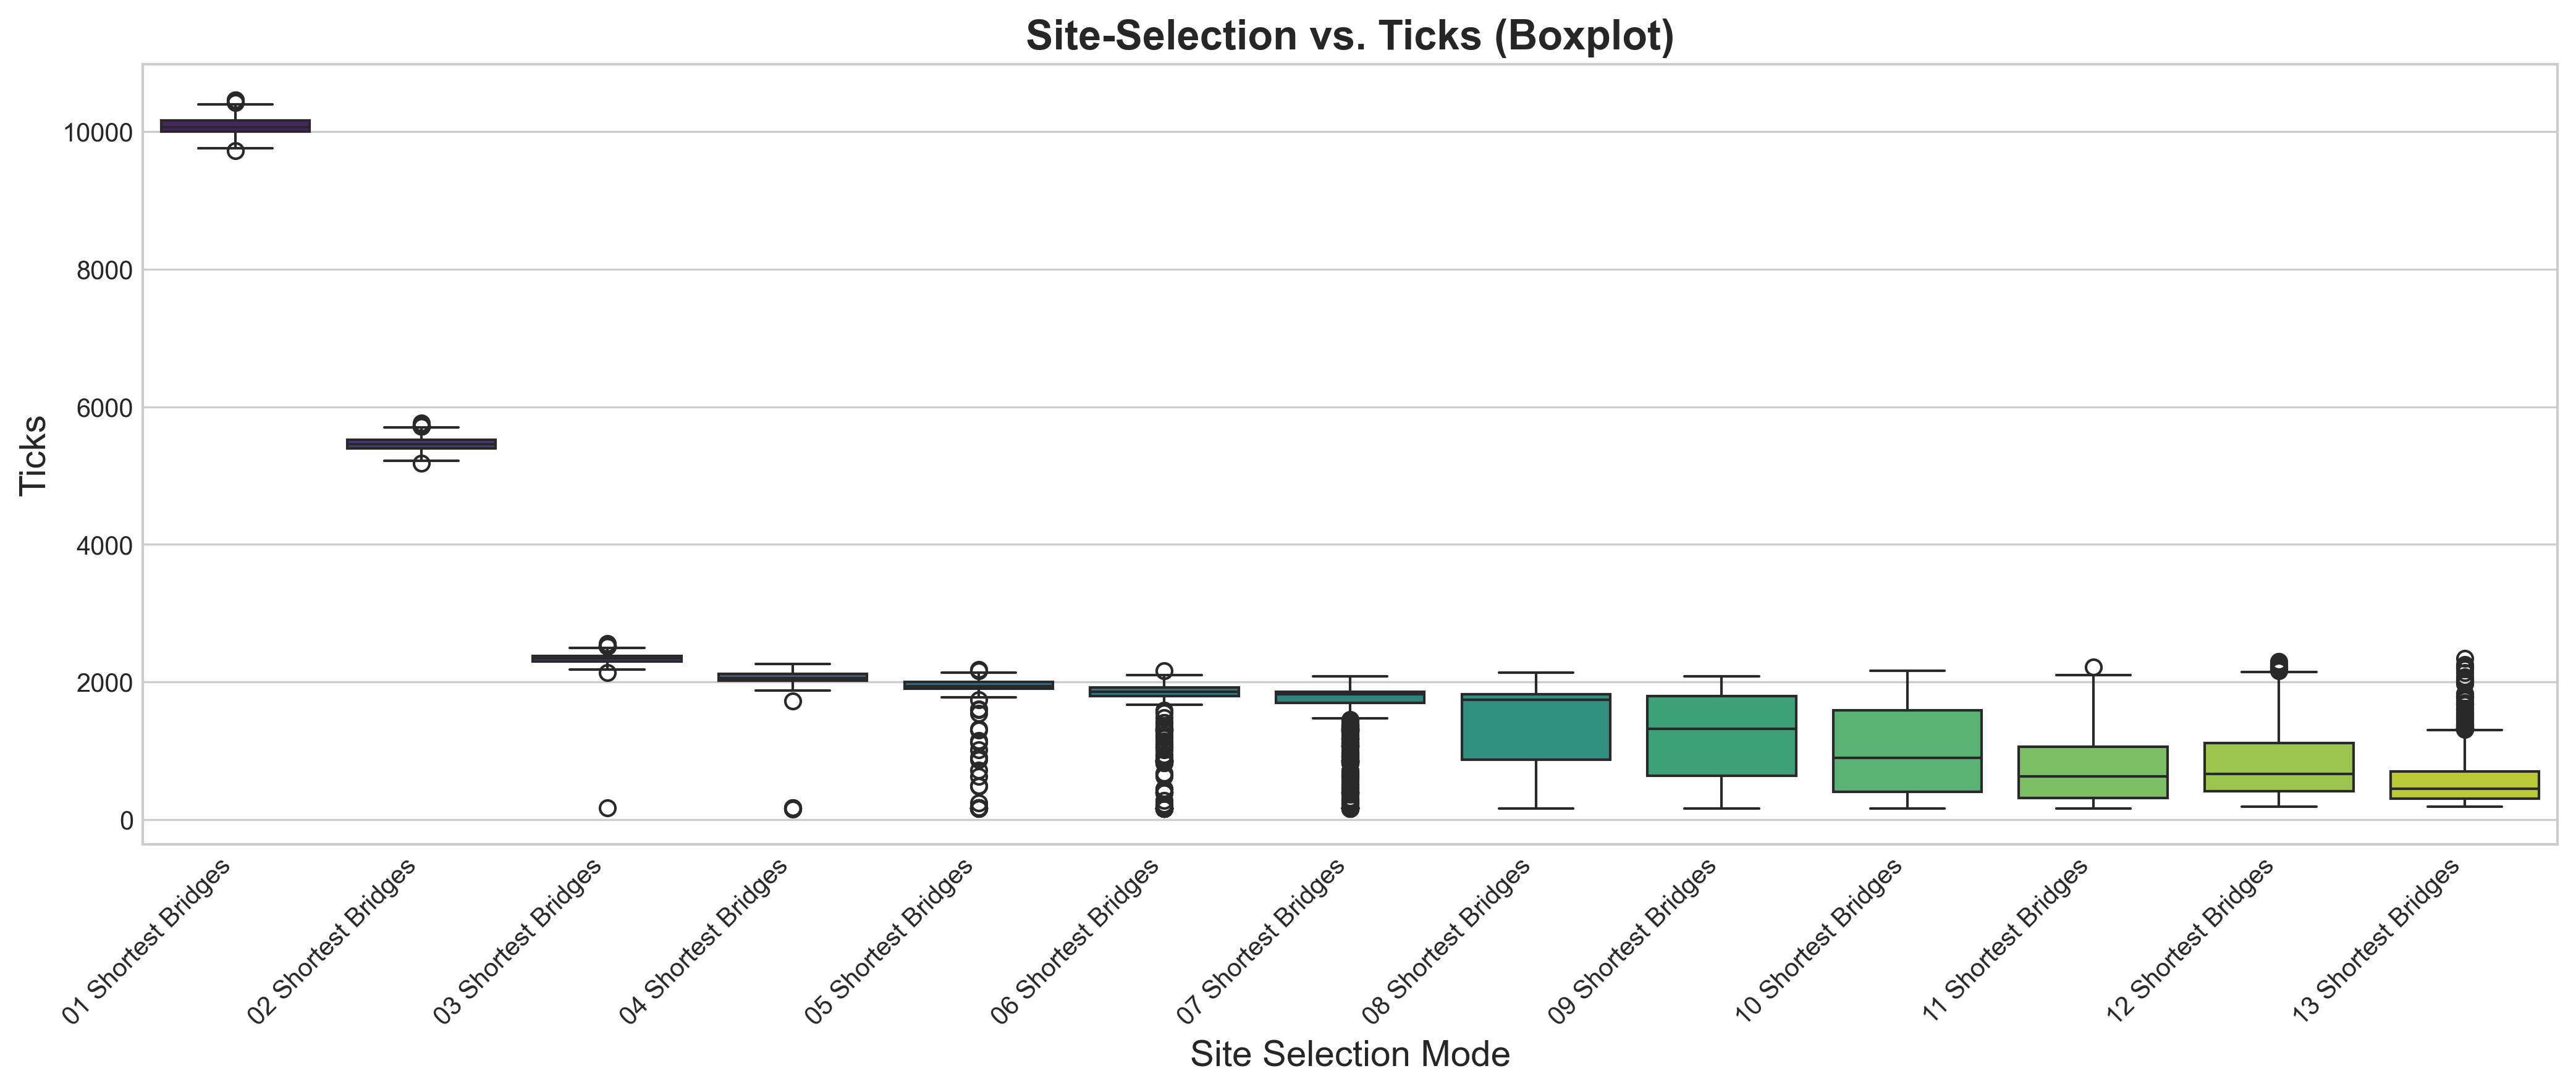 Site-Selection vs. Ticks (Boxplot)
Ticks
10000
8000
6000
4000
2000
0
01 Shortest Bridges
02 Shortest Bridges
03 Shortest Bridges
04 Shortest Bridges
05 Shortest Bridges
06 Shortest Bridges
07 Shortest Bridges
08 Shortest Bridges
09 Shortest Bridges
10 Shortest Bridges
11 Shortest Bridges
12 Shortest Bridges
13 Shortest Bridges
Site Selection Mode